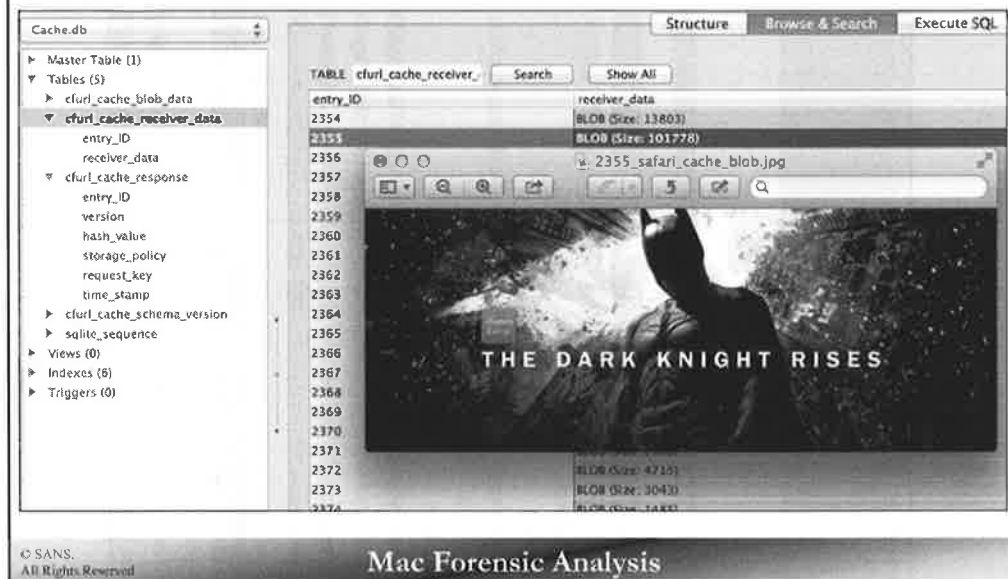 Cache.db
Master Table (1)
Tables (5)
cfurl_cache_blob_data
cfurl_cache_receiver_data
entry_ID
receiver_data
cfurl_cache_response
entry_ID
version
hash_value
storage_policy
request_key
time_stamp
cfurl_cache_schema_version
sqlite_sequence
Views (0)
Indexes (6)
Triggers (0)
Structure Browse & Search Execute SQL
TABLE cfurl_cache_receiver_ Search Show All
entry_ID receiver_data
2354 BLOB (Size: 13803)
2355 BLOB (Size: 101778)
2356
2357
2358
2359
2360
2361
2362
2363
2364
2365
2366
2367
2368
2369
2370
2371
2372 BLOB (Size: 4715)
2373 BLOB (Size: 3043)
2374
2355_safari_cache_blob.jpg
THE DARK KNIGHT RISES
© SANS,
All Rights Reserved
Mac Forensic Analysis